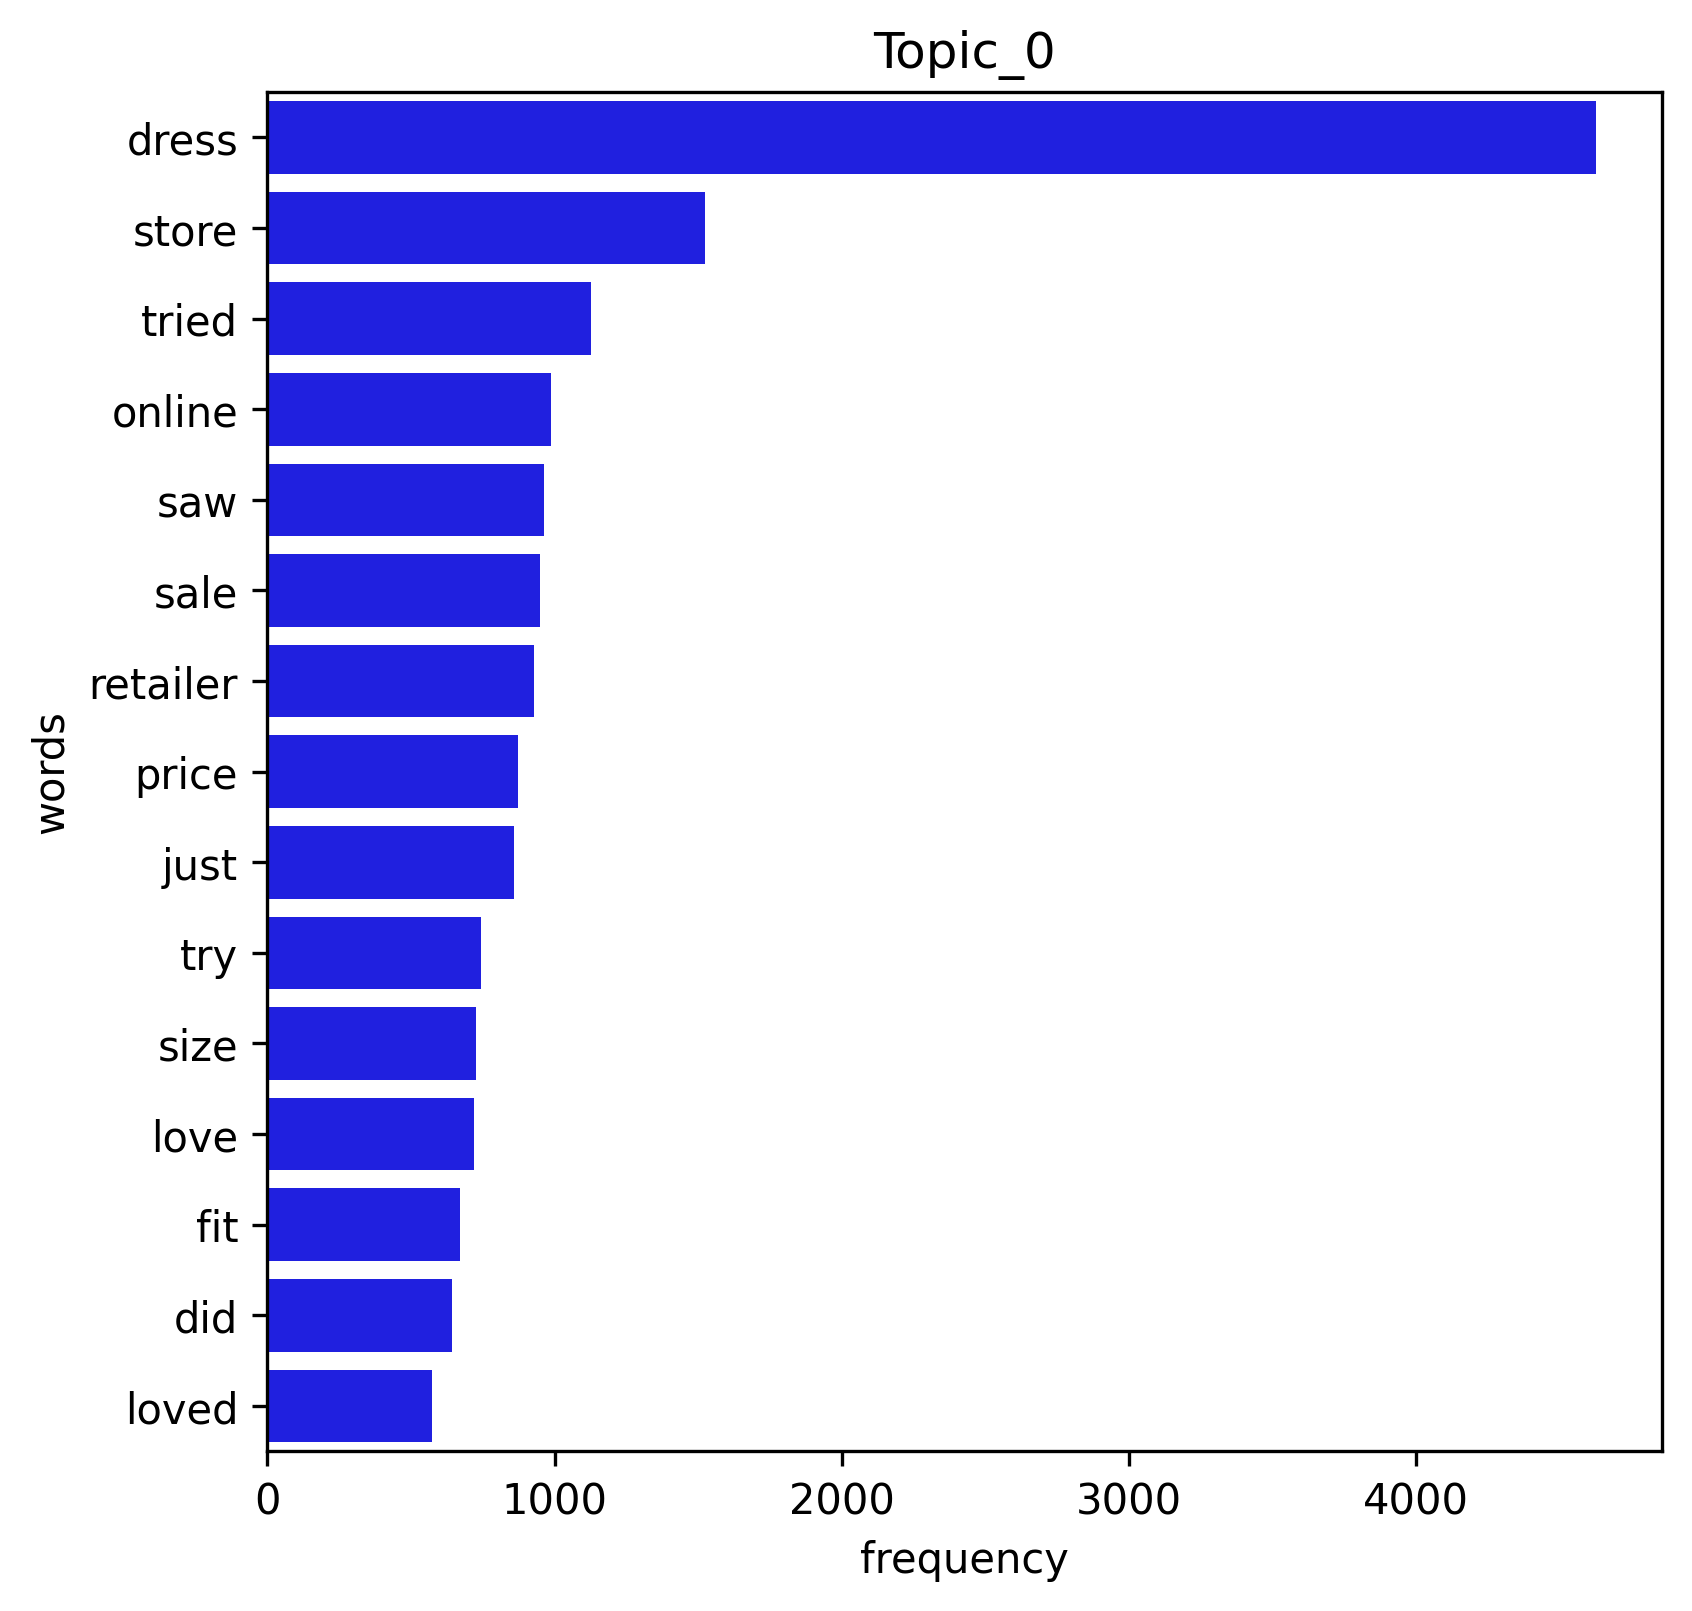 Topic_0
dress
store
tried
online
saw
sale
retailer
price
just
try
size
love
fit
did
loved
words
0 1000 2000 3000 4000
frequency